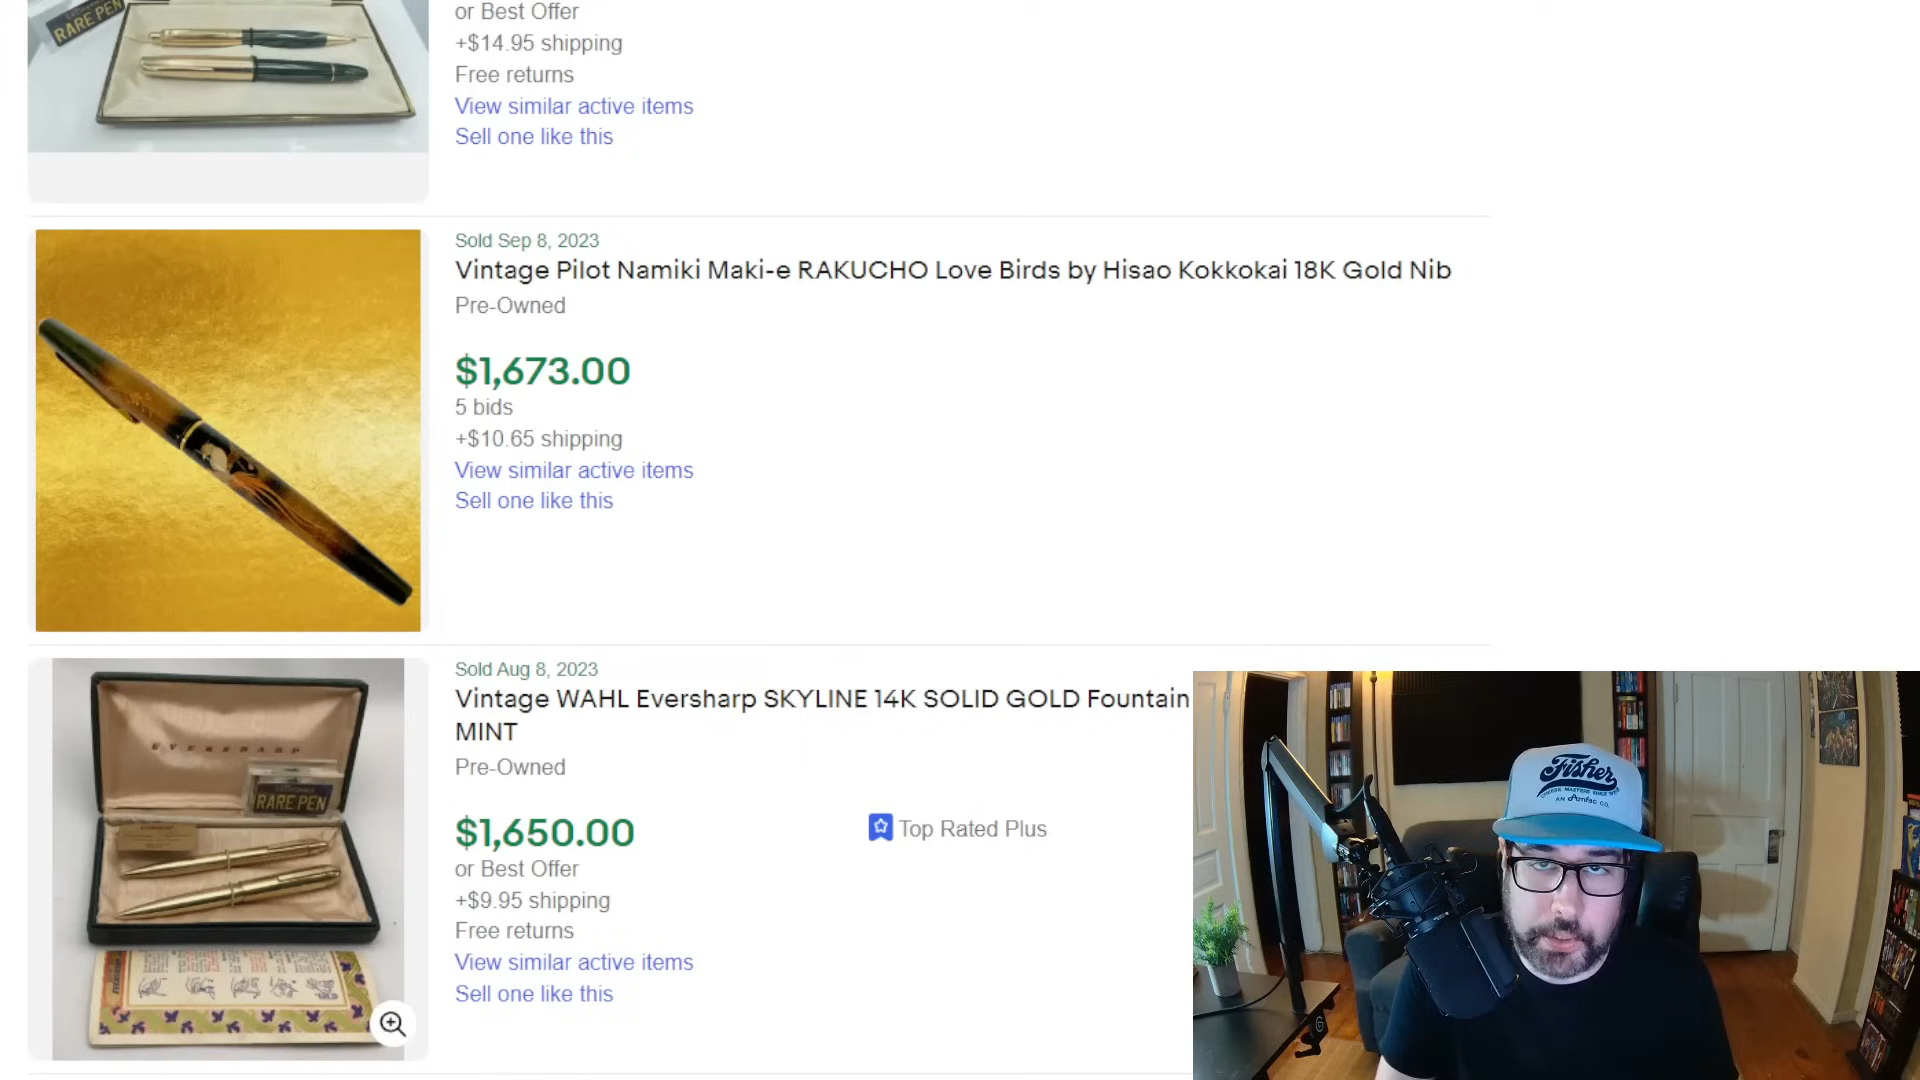 RARE PEN
or Best Offer
+$14.95 shipping
Free returns
View similar active items
Sell one like this
Sold Sep 8, 2023
Vintage Pilot Namiki Maki-e RAKUCHO Love Birds by Hisao Kokkokai 18K Gold Nib
Pre-Owned
$1,673.00
5 bids
+$10.65 shipping
View similar active items
Sell one like this
EVERSHARP
RARE PEN
Sold Aug 8, 2023
Vintage WAHL Eversharp SKYLINE 14K SOLID GOLD Fountain
MINT
Pre-Owned
$1,650.00
Top Rated Plus
or Best Offer
+$9.95 shipping
Free returns
View similar active items
Sell one like this
Fisher
AN Amfac CO.